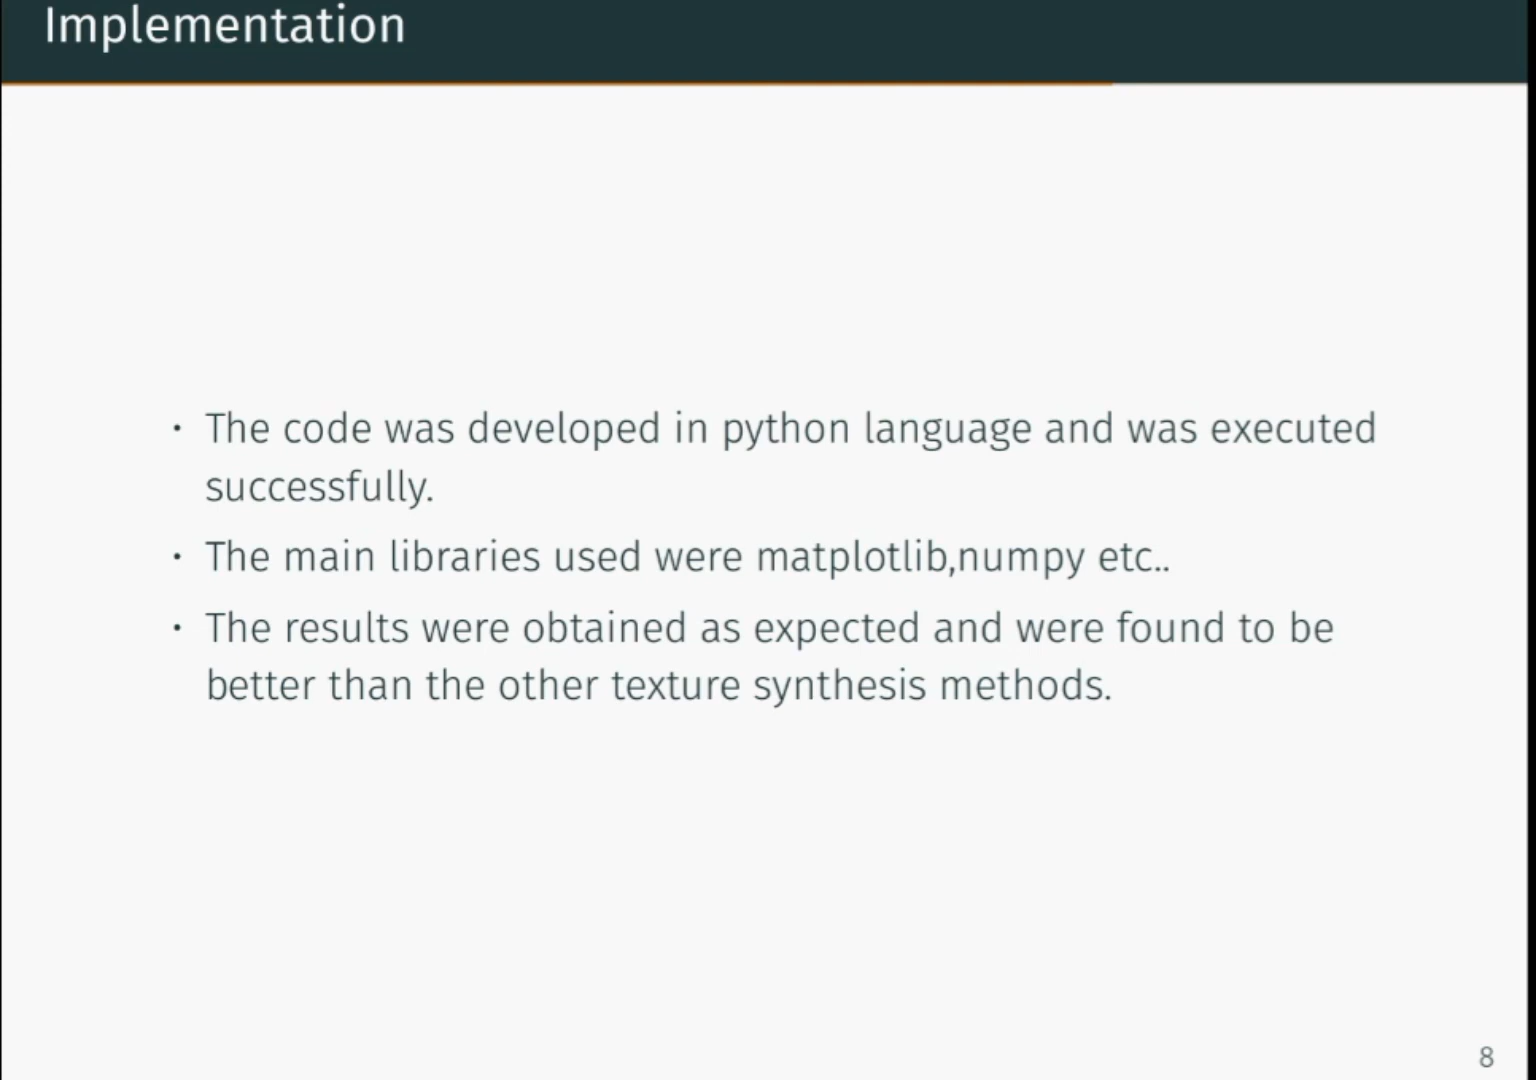 Implementation
· The code was developed in python language and was executed
successfully.
· The main libraries used were matplotlib,numpy etc..
· The results were obtained as expected and were found to be
better than the other texture synthesis methods.
8